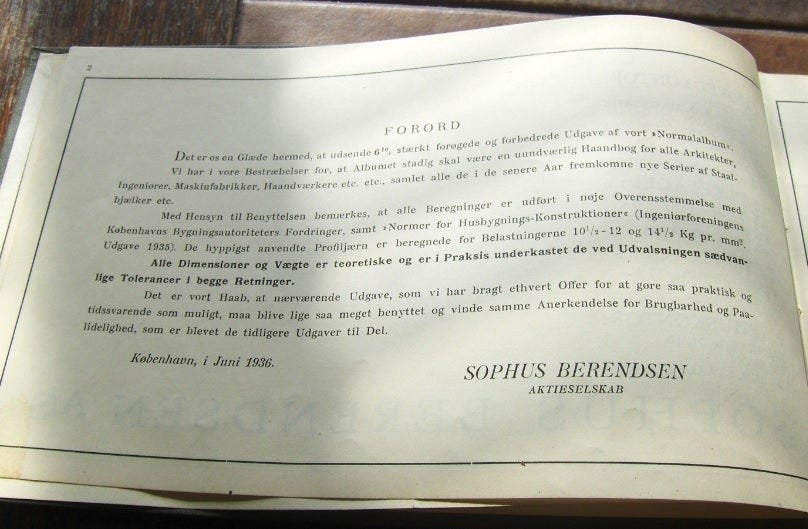 2
FORORD
Det er os en Glæde hermed, at udsende 6te, stærkt forøgede og forbedrede Udgave af vort »Normalalbum«.
Vi har i vore Bestræbelser for, at Albumet stadig skal være en uundværlig Haandbog for alle Arkitekter,
Ingeniører, Maskinfabrikker, Haandværkere etc. etc., samlet alle de i de senere Aar fremkomne nye Serier af Staal-
bjælker etc.
Med Hensyn til Benyttelsen bemærkes, at alle Beregninger er udført i nøje Overensstemmelse med
Københavns Bygningsautoriteters Fordringer, samt »Normer for Husbygnings-Konstruktioner« (Ingeniørforeningens
Udgave 1935). De hyppigst anvendte Profiljærn er beregnede for Belastningerne 10 1/2 - 12 og 14 1/2 Kg pr. mm².
Alle Dimensioner og Vægte er teoretiske og er i Praksis underkastet de ved Udvalsningen sædvan-
lige Tolerancer i begge Retninger.
Det er vort Haab, at nærværende Udgave, som vi har bragt ethvert Offer for at gøre saa praktisk og
tidssvarende som muligt, maa blive lige saa meget benyttet og vinde samme Anerkendelse for Brugbarhed og Paa-
lidelighed, som er blevet de tidligere Udgaver til Del.
København, i Juni 1936.
SOPHUS BERENDSEN
AKTIESELSKAB
SOPHUS BERENDSEN A/S